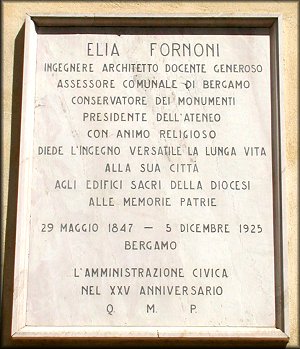 ELIA FORNONI
INGEGNERE ARCHITETTO DOCENTE GENEROSO
ASSESSORE COMUNALE DI BERGAMO
CONSERVATORE DEI MONUMENTI
PRESIDENTE DELL'ATENEO
CON ANIMO RELIGIOSO
DIEDE L'INGEGNO VERSATILE LA LUNGA VITA
ALLA SUA CITTÀ
AGLI EDIFICI SACRI DELLA DIOCESI
ALLE MEMORIE PATRIE
29 MAGGIO 1847 — 5 DICEMBRE 1925
BERGAMO
L'AMMINISTRAZIONE CIVICA
NEL XXV ANNIVERSARIO
Q. M. P.